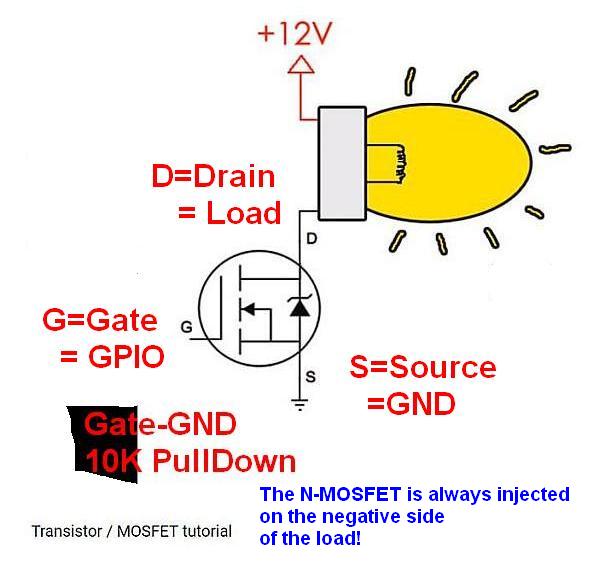 +12V
D=Drain
= Load
D
G=Gate
= GPIO
G
S=Source
=GND
S
Gate-GND
10K PullDown
The N-MOSFET is always injected
on the negative side
of the load!
Transistor / MOSFET tutorial